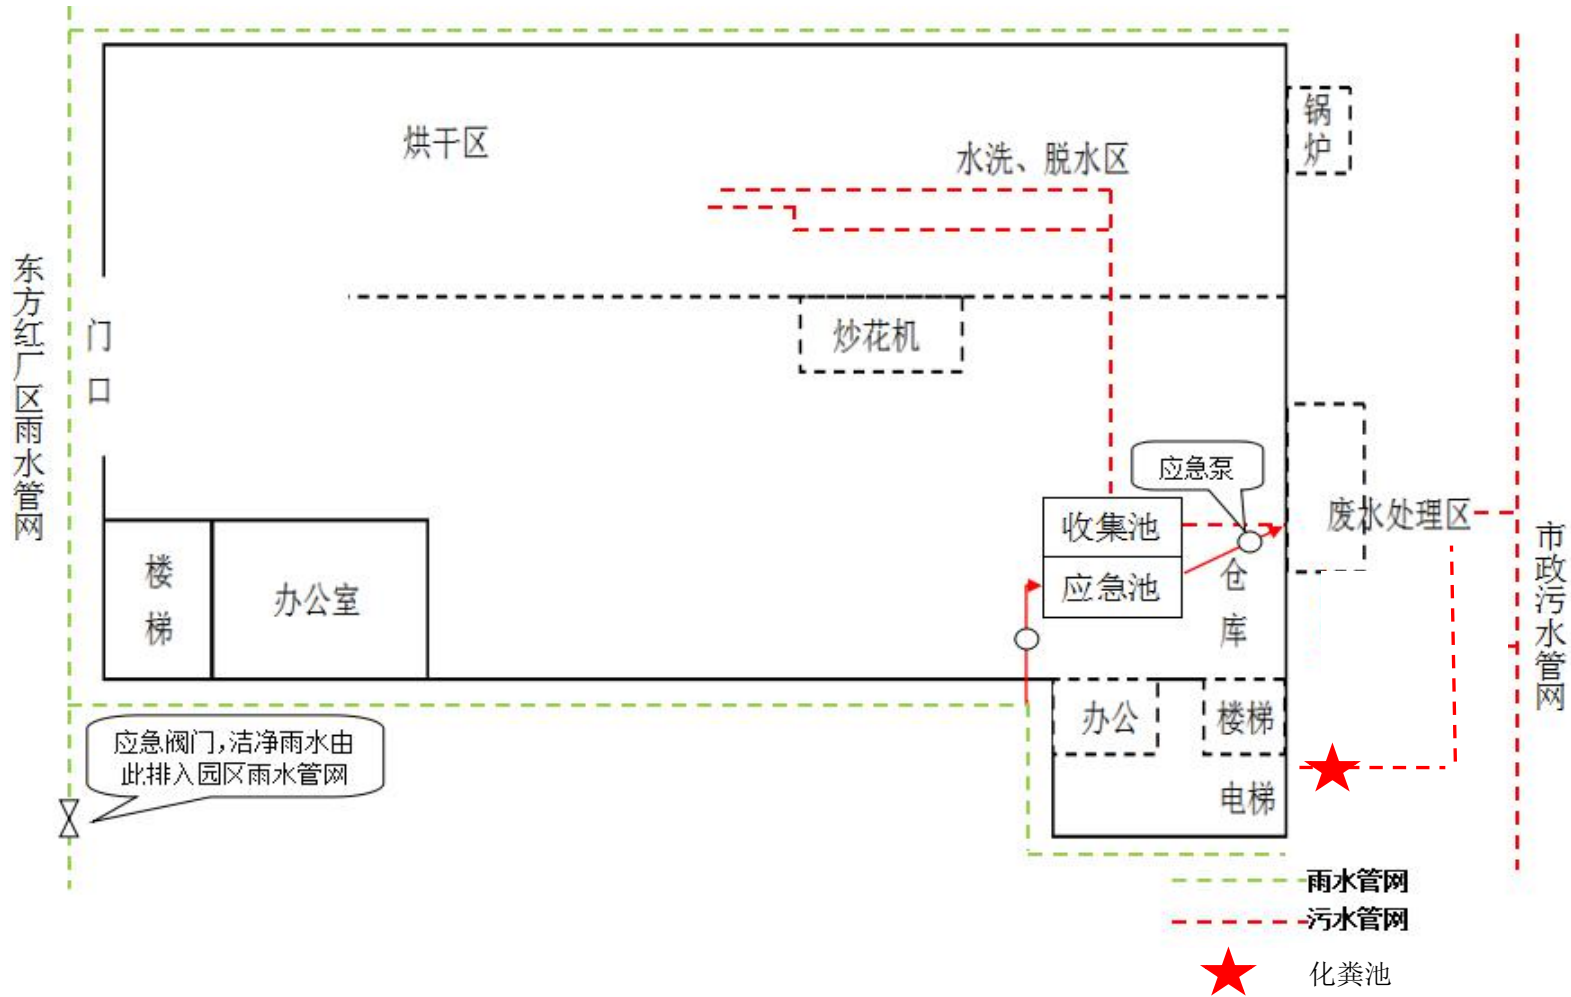 锅
炉
烘干区
水洗、脱水区
东方红厂区雨水管网
门
口
炒花机
应急泵
收集池
废水处理区
应急池
仓
库
市政污水管网
楼
梯
办公室
办公
楼梯
应急阀门,洁净雨水由
此排入园区雨水管网
电梯
雨水管网
污水管网
化粪池